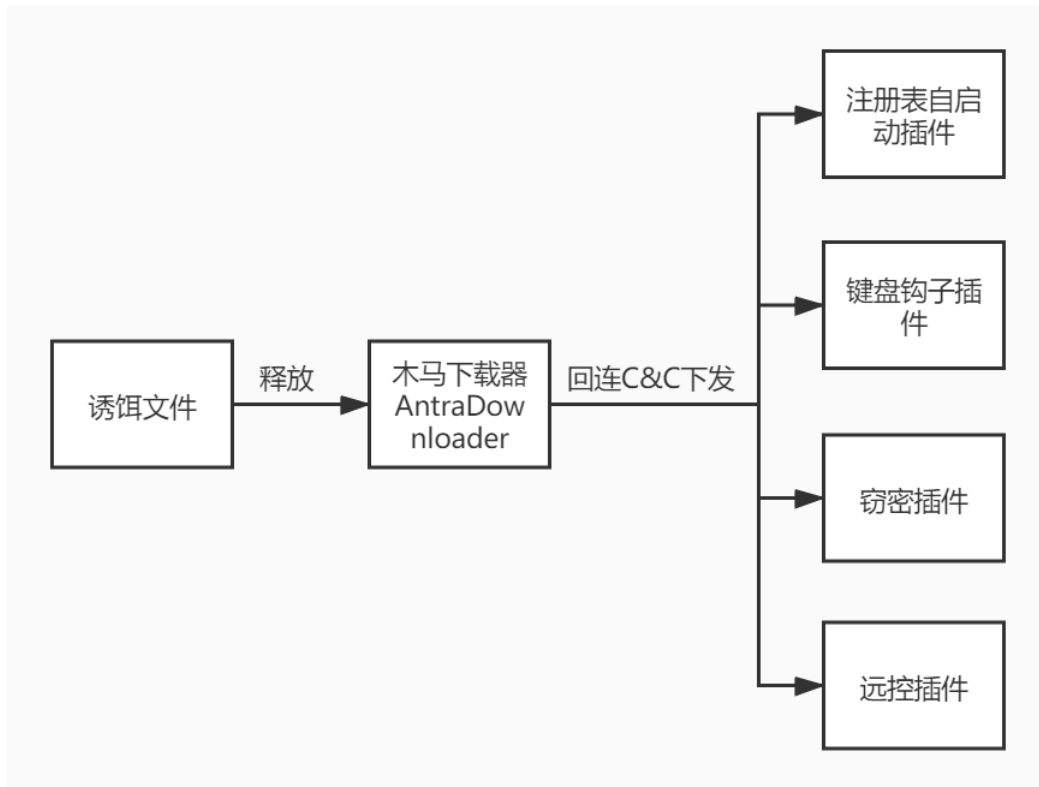 注册表自启
动插件
键盘钩子插
件
诱饵文件
释放
木马下载器
AntraDow
nloader
回连C&C下发
窃密插件
远控插件